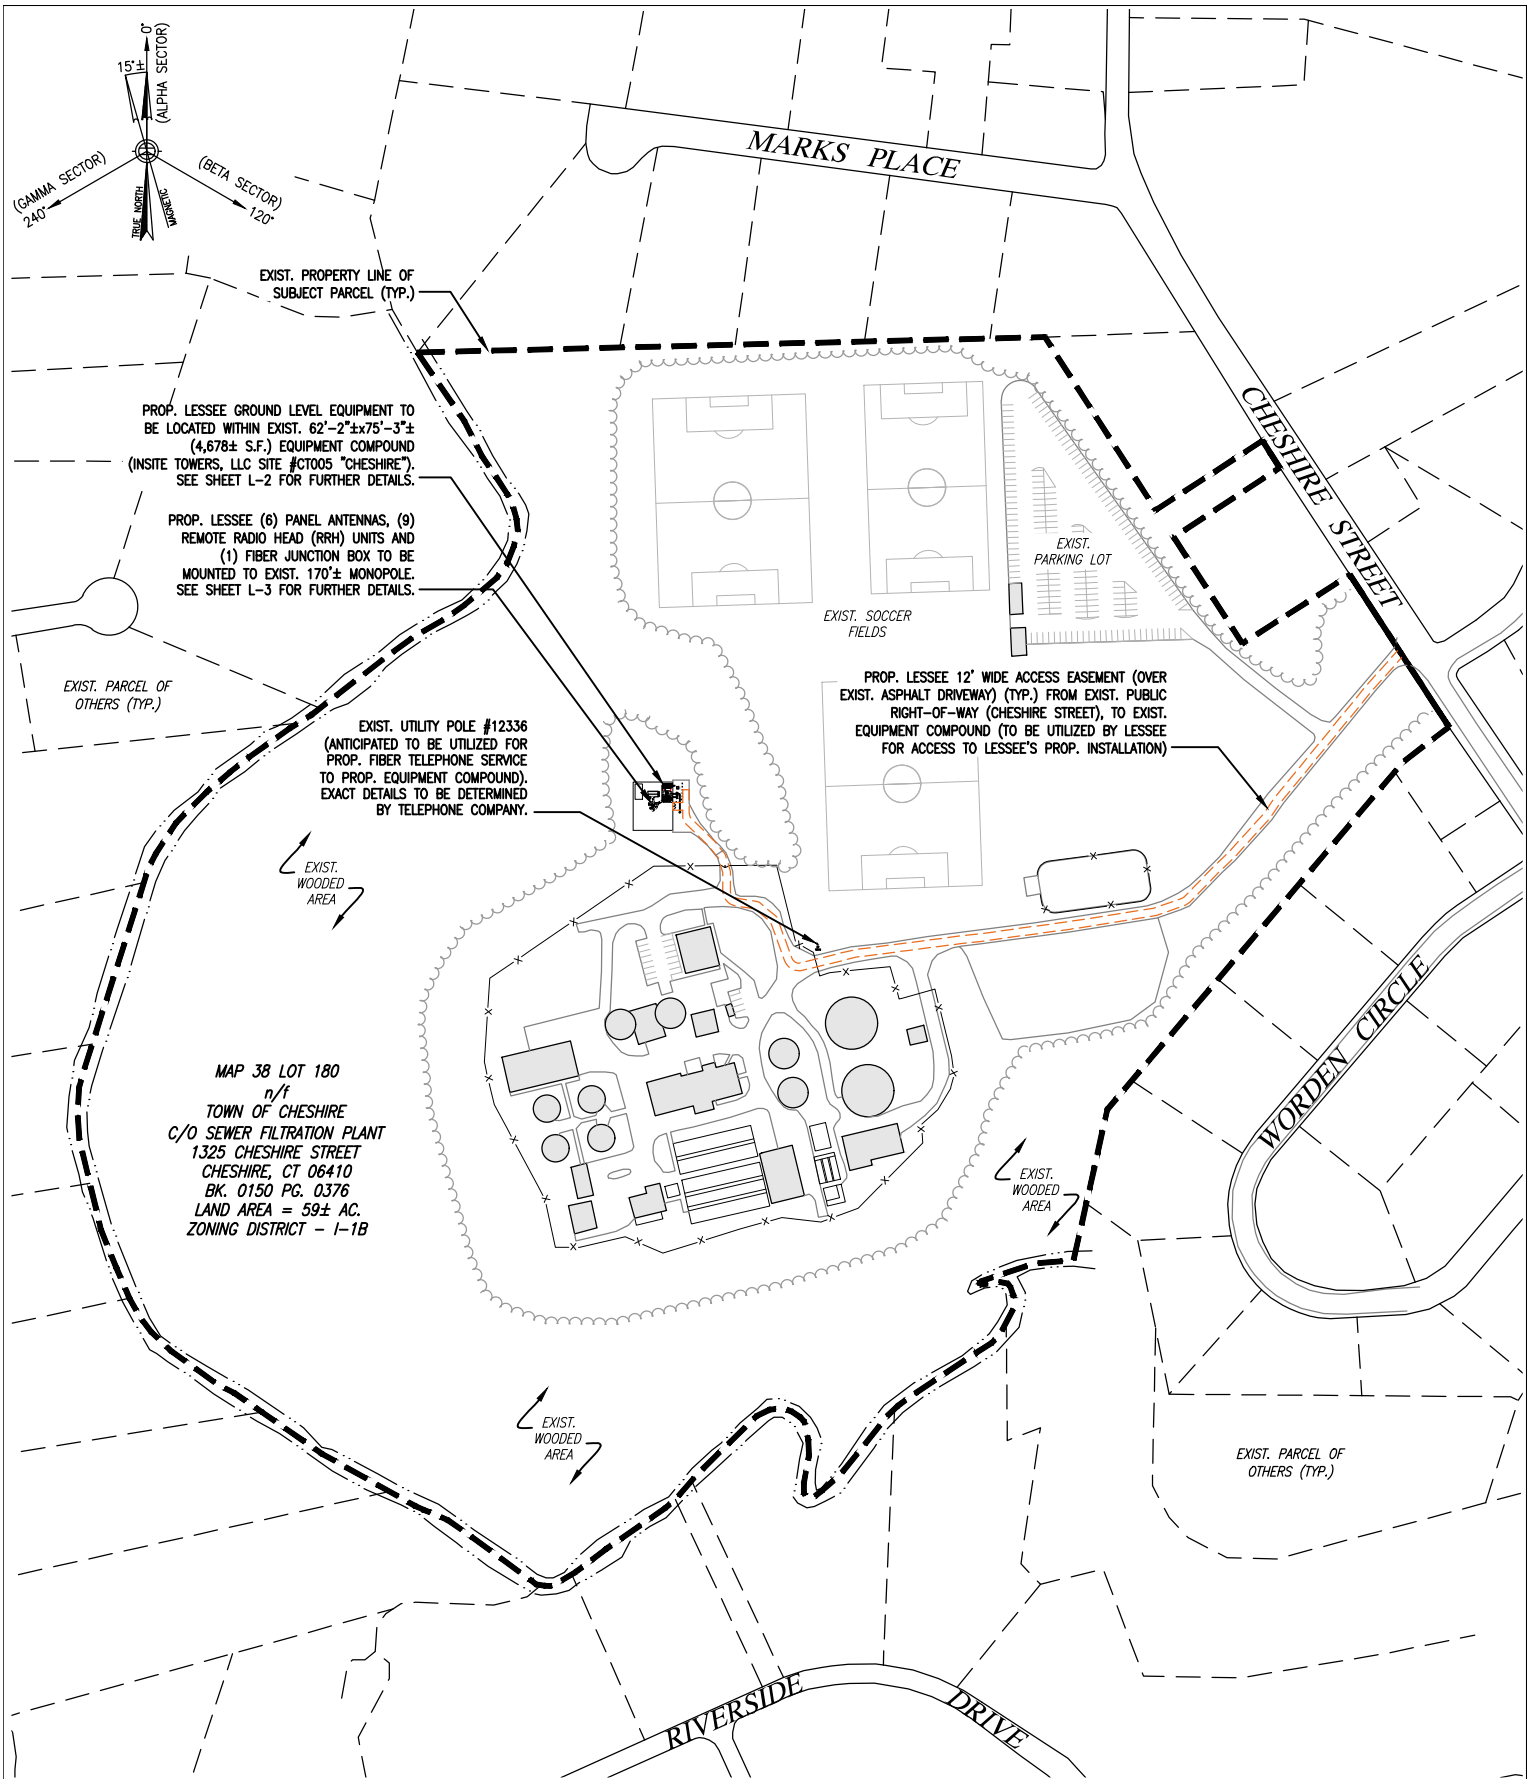 0°
(ALPHA SECTOR)
15°±
(GAMMA SECTOR)
240°
(BETA SECTOR)
120°
TRUE NORTH
MAGNETIC
MARKS PLACE
EXIST. PROPERTY LINE OF
SUBJECT PARCEL (TYP.)
PROP. LESSEE GROUND LEVEL EQUIPMENT TO
BE LOCATED WITHIN EXIST. 62'-2"±x75'-3"±
(4,678± S.F.) EQUIPMENT COMPOUND
(INSITE TOWERS, LLC SITE #CT005 "CHESHIRE").
SEE SHEET L-2 FOR FURTHER DETAILS.
PROP. LESSEE (6) PANEL ANTENNAS, (9)
REMOTE RADIO HEAD (RRH) UNITS AND
(1) FIBER JUNCTION BOX TO BE
MOUNTED TO EXIST. 170'± MONOPOLE.
SEE SHEET L-3 FOR FURTHER DETAILS.
CHESHIRE STREET
EXIST.
PARKING LOT
EXIST. SOCCER
FIELDS
EXIST. PARCEL OF
OTHERS (TYP.)
PROP. LESSEE 12' WIDE ACCESS EASEMENT (OVER
EXIST. ASPHALT DRIVEWAY) (TYP.) FROM EXIST. PUBLIC
RIGHT-OF-WAY (CHESHIRE STREET), TO EXIST.
EQUIPMENT COMPOUND (TO BE UTILIZED BY LESSEE
FOR ACCESS TO LESSEE'S PROP. INSTALLATION)
EXIST. UTILITY POLE #12336
(ANTICIPATED TO BE UTILIZED FOR
PROP. FIBER TELEPHONE SERVICE
TO PROP. EQUIPMENT COMPOUND).
EXACT DETAILS TO BE DETERMINED
BY TELEPHONE COMPANY.
EXIST.
WOODED
AREA
WORDEN CIRCLE
MAP 38 LOT 180
n/f
TOWN OF CHESHIRE
C/O SEWER FILTRATION PLANT
1325 CHESHIRE STREET
CHESHIRE, CT 06410
BK. 0150 PG. 0376
LAND AREA = 59± AC.
ZONING DISTRICT - I-1B
EXIST.
WOODED
AREA
EXIST.
WOODED
AREA
EXIST. PARCEL OF
OTHERS (TYP.)
RIVERSIDE DRIVE